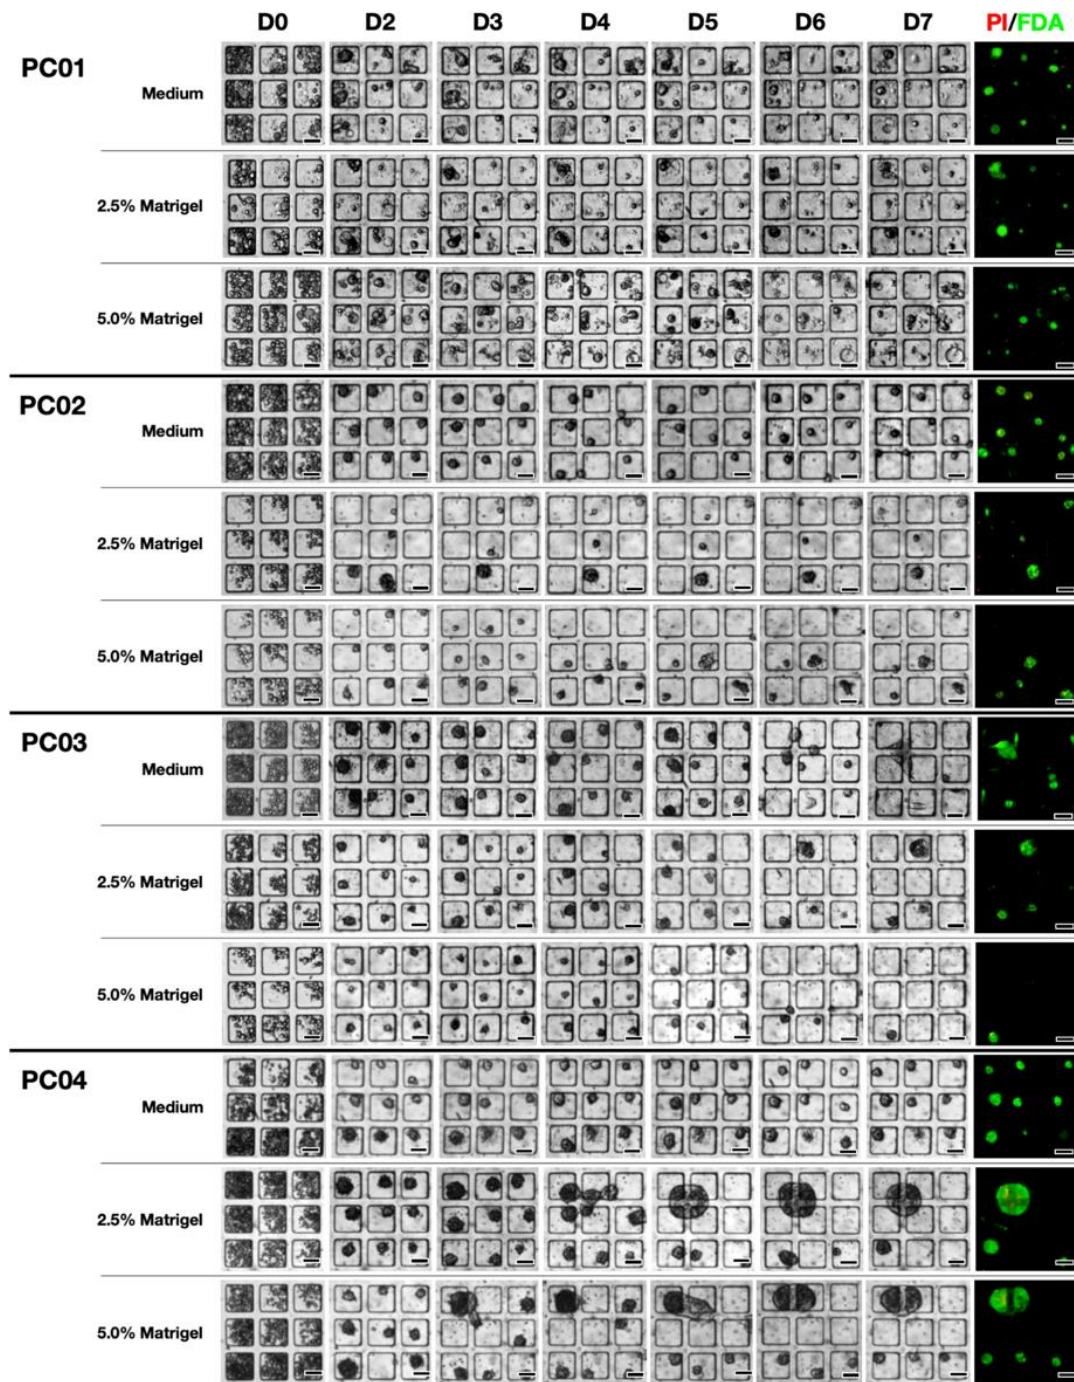 D0 D2 D3 D4 D5 D6 D7 PI/FDA
PC01
Medium
2.5% Matrigel
5.0% Matrigel
PC02
Medium
2.5% Matrigel
5.0% Matrigel
PC03
Medium
2.5% Matrigel
5.0% Matrigel
PC04
Medium
2.5% Matrigel
5.0% Matrigel